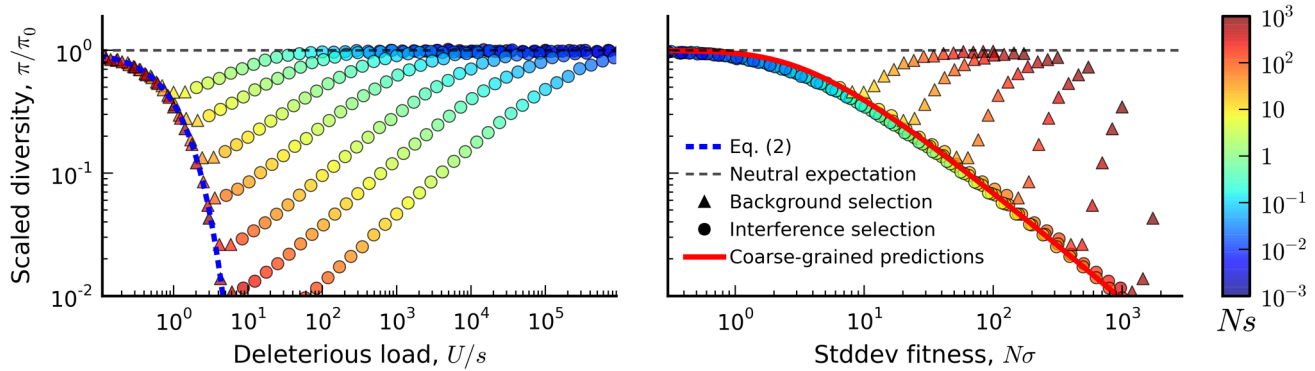 Scaled diversity, π/π₀
10⁰
10⁻¹
10⁻²
10⁰ 10¹ 10² 10³ 10⁴ 10⁵
Deleterious load, U/s
Eq. (2)
Neutral expectation
Background selection
Interference selection
Coarse-grained predictions
10⁰ 10¹ 10² 10³
Stddev fitness, Nσ
10³
10²
10
1
10⁻¹
10⁻²
10⁻³
Ns